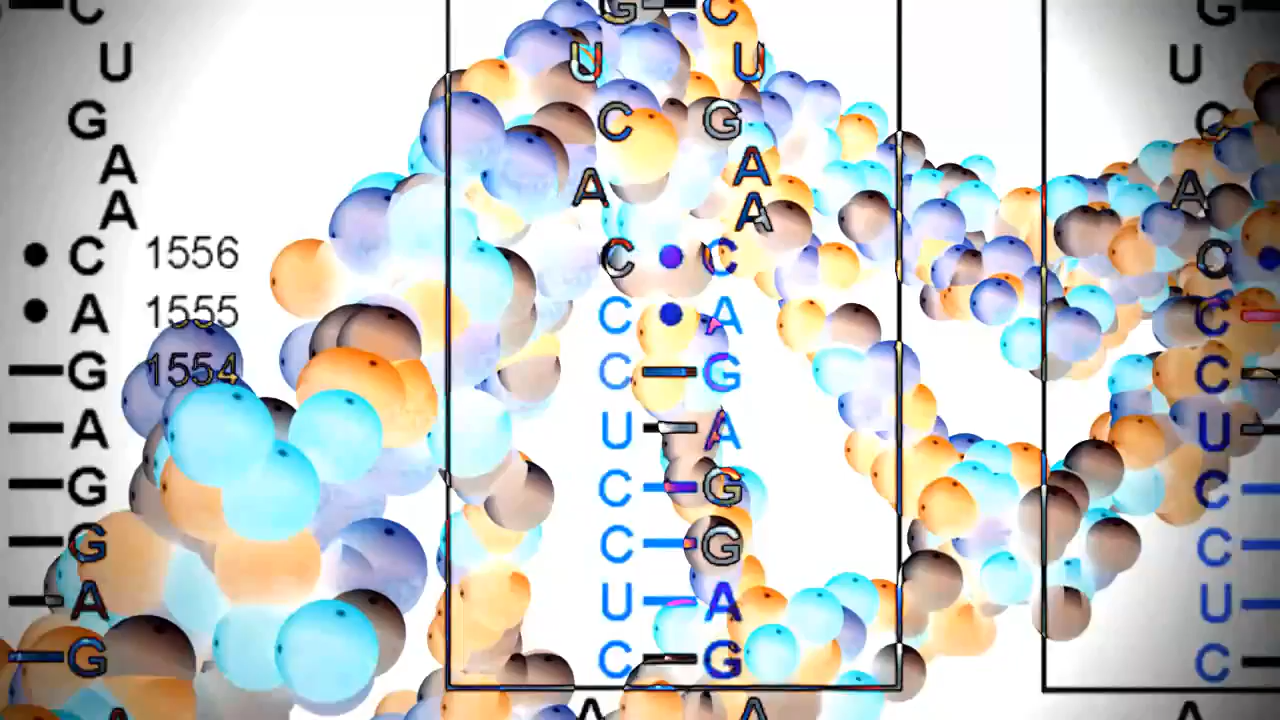 C G C G
U U U U
G C G C
A A A A
A A
C 1556 C C C
A 1555 C A C
G 1554 C G C
A U A U
G C G C
G C G C
A U A U
G C G C
A A A A